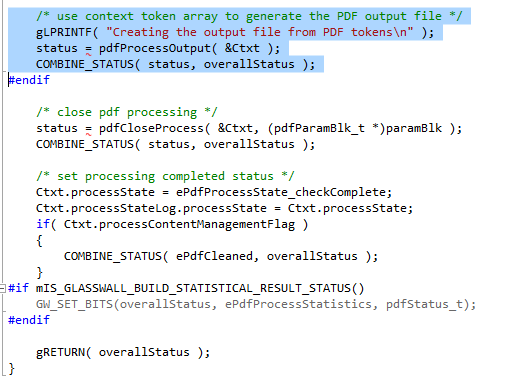 /* use context token array to generate the PDF output file */
gLPRINTF( "Creating the output file from PDF tokens\n" );
status = pdfProcessOutput( &Ctxt );
COMBINE_STATUS( status, overallStatus );
#endif
/* close pdf processing */
status = pdfCloseProcess( &Ctxt, (pdfParamBlk_t *)paramBlk );
COMBINE_STATUS( status, overallStatus );
/* set processing completed status */
Ctxt.processState = ePdfProcessState_checkComplete;
Ctxt.processStateLog.processState = Ctxt.processState;
if( Ctxt.processContentManagementFlag )
{
COMBINE_STATUS( ePdfCleaned, overallStatus );
}
#if mIS_GLASSWALL_BUILD_STATISTICAL_RESULT_STATUS()
GW_SET_BITS(overallStatus, ePdfProcessStatistics, pdfStatus_t);
#endif
gRETURN( overallStatus );
}